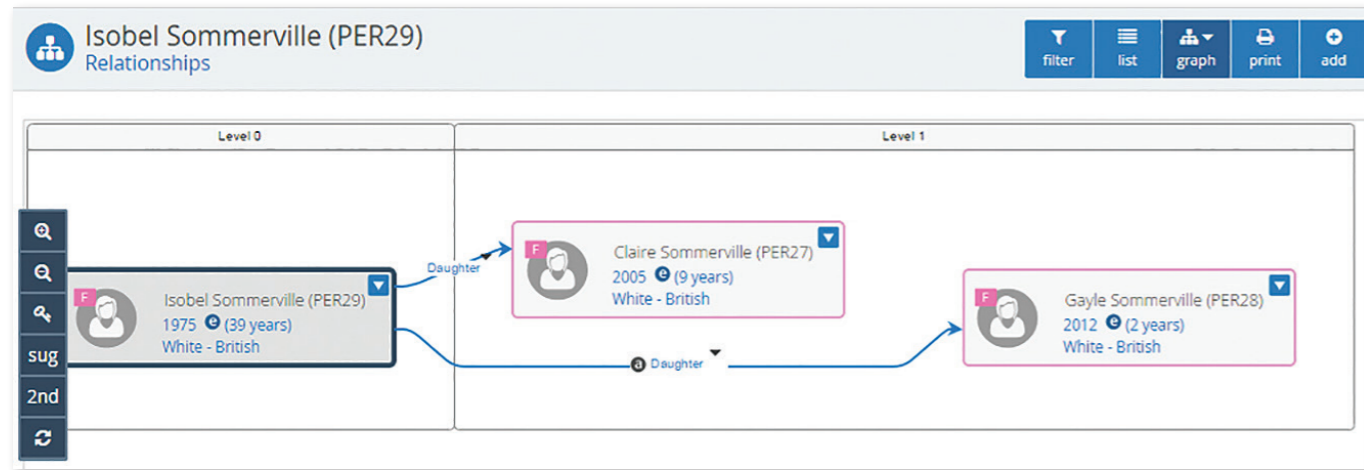 Isobel Sommerville (PER29)
Relationships
filter
list
graph
print
add
Level 0
Level 1
sug
2nd
F
Isobel Sommerville (PER29)
1975 e (39 years)
White - British
Daughter
F
Claire Sommerville (PER27)
2005 e (9 years)
White - British
a Daughter
F
Gayle Sommerville (PER28)
2012 e (2 years)
White - British